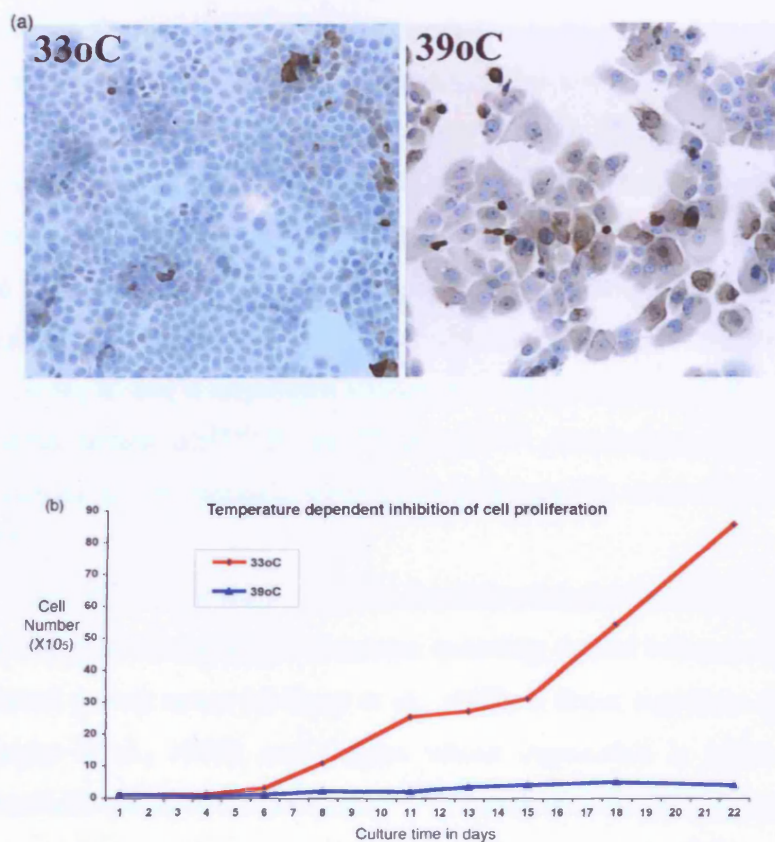 (a)
33oC
39oC
(b)
Temperature dependent inhibition of cell proliferation
33oC
39oC
Cell
Number
(X10₅)
90
80
70
60
50
40
30
20
10
0
1 2 3 4 5 6 7 8 9 10 11 12 13 14 15 16 17 18 19 20 21 22
Culture time in days